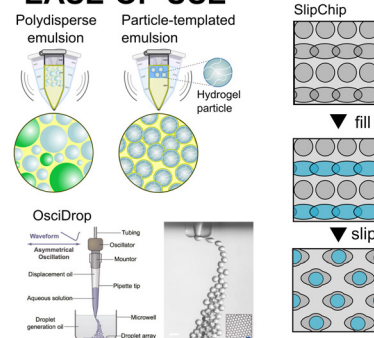 EASE OF USE
Polydisperse
emulsion
Particle-templated
emulsion
Hydrogel
particle
SlipChip
fill
slip
OsciDrop
Waveform
Asymmetrical
Oscillation
Displacement oil
Aqueous solution
Droplet
generation oil
Tubing
Oscillator
Mountor
Pipette tip
Microwell
Droplet array